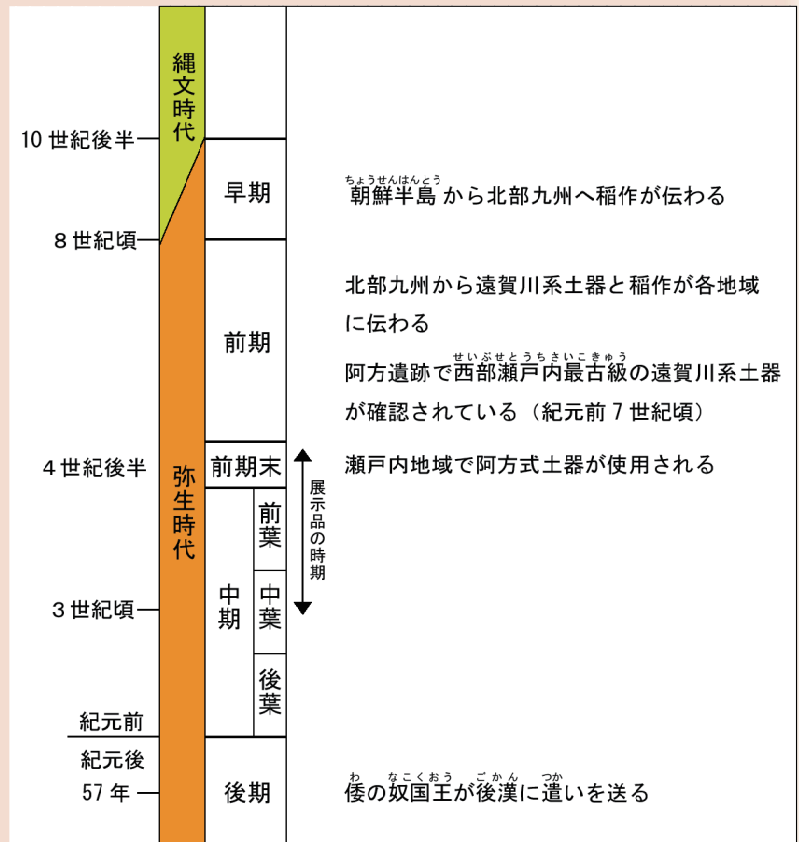 縄文時代
10世紀後半
早期
ちょうせんはんとう
朝鮮半島から北部九州へ稲作が伝わる
8世紀頃
前期
北部九州から遠賀川系土器と稲作が各地域
に伝わる
せいぶせとうちさいこきゅう
阿方遺跡で西部瀬戸内最古級の遠賀川系土器
が確認されている（紀元前7世紀頃）
4世紀後半
弥生時代
前期末
瀬戸内地域で阿方式土器が使用される
展示品の時期
中期
前葉
3世紀頃
中葉
後葉
紀元前
紀元後
57年
後期
わ なこくおう ごかん つか
倭の奴国王が後漢に遣いを送る